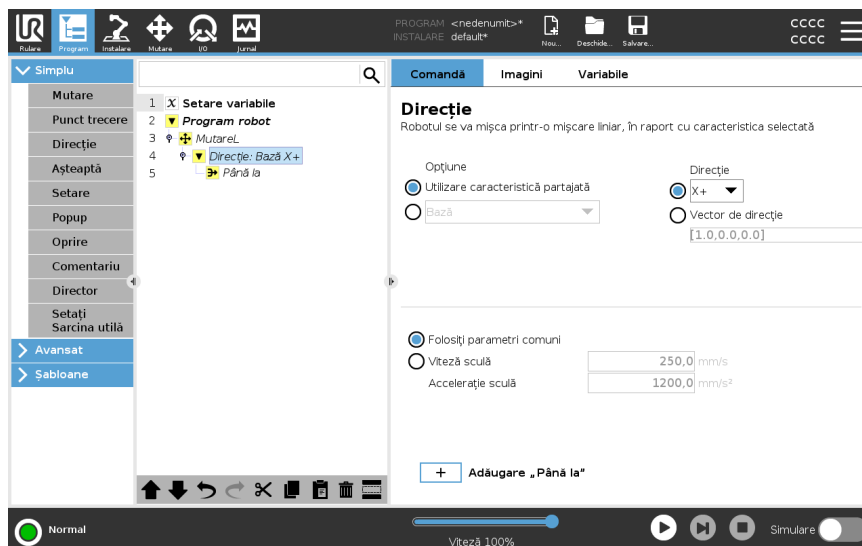 PROGRAM <nedenumit>*
INSTALARE default*
UR
Rulare
Program
Instalare
Mutare
I/O
Jurnal
Nou...
Deschide...
Salvare...
cccc
cccc
Simplu
Mutare
Punct trecere
Direcție
Așteaptă
Setare
Popup
Oprire
Comentariu
Director
Setați
Sarcina utilă
Avansat
Șabloane
1 X Setare variabile
2 Program robot
3 MutareL
4 Direcție: Bază X+
5 Până la
Comandă Imagini Variabile
Direcție
Robotul se va mișca printr-o mișcare liniar, în raport cu caracteristica selectată
Opțiune
Utilizare caracteristică partajată
Bază
Direcție
X+
Vector de direcție
[1.0,0.0,0.0]
Folosiți parametri comuni
Viteză sculă 250,0 mm/s
Accelerație sculă 1200,0 mm/s²
+ Adăugare „Până la”
Normal
Viteză 100%
Simulare